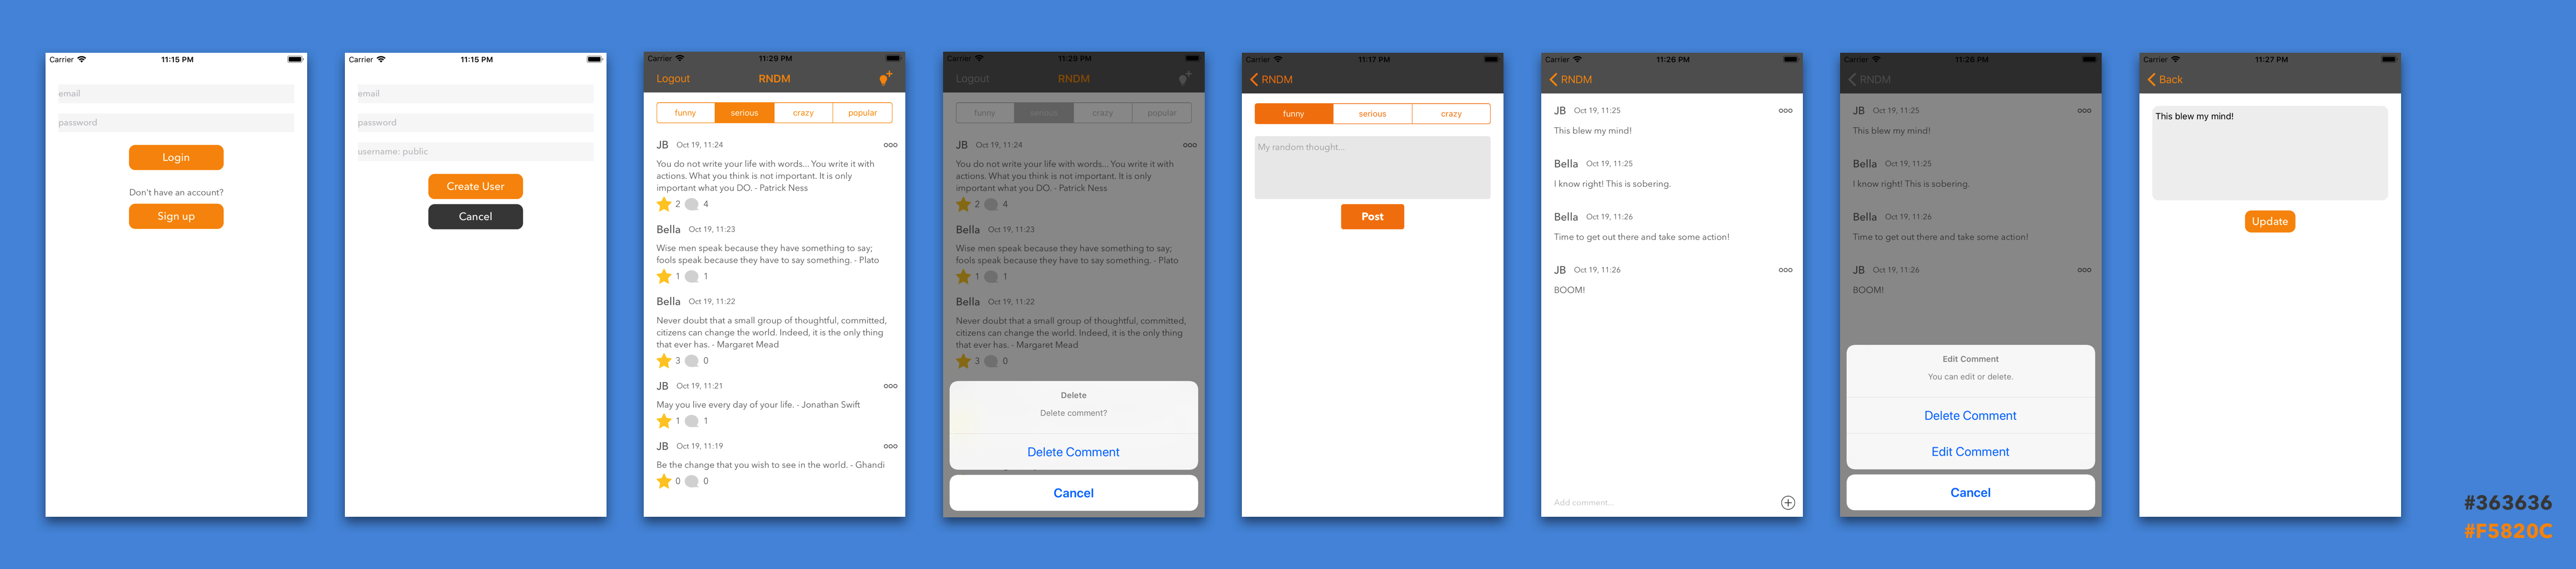 Carrier 11:15 PM
email
password
Login
Don't have an account?
Sign up
Carrier 11:15 PM
email
password
username: public
Create User
Cancel
Carrier 11:29 PM
Logout RNDM
funny serious crazy popular
JB Oct 19, 11:24 ooo
You do not write your life with words... You write it with
actions. What you think is not important. It is only
important what you DO. - Patrick Ness
2 4
Bella Oct 19, 11:23
Wise men speak because they have something to say;
fools speak because they have to say something. - Plato
1 1
Bella Oct 19, 11:22
Never doubt that a small group of thoughtful, committed,
citizens can change the world. Indeed, it is the only thing
that ever has. - Margaret Mead
3 0
JB Oct 19, 11:21 ooo
May you live every day of your life. - Jonathan Swift
1 1
JB Oct 19, 11:19 ooo
Be the change that you wish to see in the world. - Ghandi
0 0
Carrier 11:29 PM
Logout RNDM
funny serious crazy popular
JB Oct 19, 11:24 ooo
You do not write your life with words... You write it with
actions. What you think is not important. It is only
important what you DO. - Patrick Ness
2 4
Bella Oct 19, 11:23
Wise men speak because they have something to say;
fools speak because they have to say something. - Plato
1 1
Bella Oct 19, 11:22
Never doubt that a small group of thoughtful, committed,
citizens can change the world. Indeed, it is the only thing
that ever has. - Margaret Mead
3 0
Delete
Delete comment?
Delete Comment
Cancel
Carrier 11:17 PM
RNDM
funny serious crazy
My random thought...
Post
Carrier 11:26 PM
RNDM
JB Oct 19, 11:25 ooo
This blew my mind!
Bella Oct 19, 11:25
I know right! This is sobering.
Bella Oct 19, 11:26
Time to get out there and take some action!
JB Oct 19, 11:26 ooo
BOOM!
Add comment...
Carrier 11:26 PM
RNDM
JB Oct 19, 11:25 ooo
This blew my mind!
Bella Oct 19, 11:25
I know right! This is sobering.
Bella Oct 19, 11:26
Time to get out there and take some action!
JB Oct 19, 11:26 ooo
BOOM!
Edit Comment
You can edit or delete.
Delete Comment
Edit Comment
Cancel
Carrier 11:27 PM
Back
This blew my mind!
Update
#363636
#F5820C